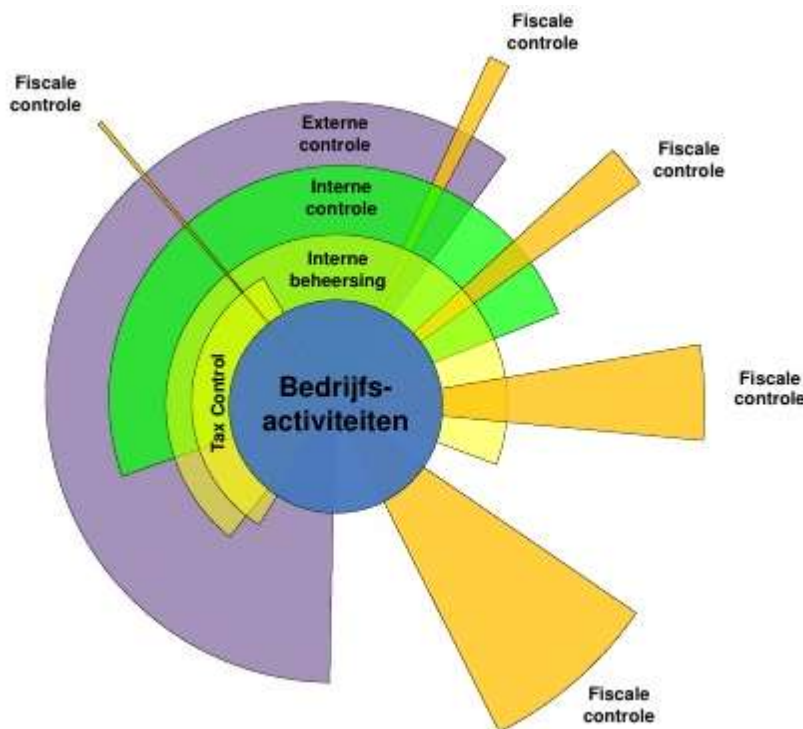 Fiscale
controle
Fiscale
controle
Externe
controle
Fiscale
controle
Interne
controle
Interne
beheersing
Tax Control
Bedrijfs-
activiteiten
Fiscale
controle
Fiscale
controle